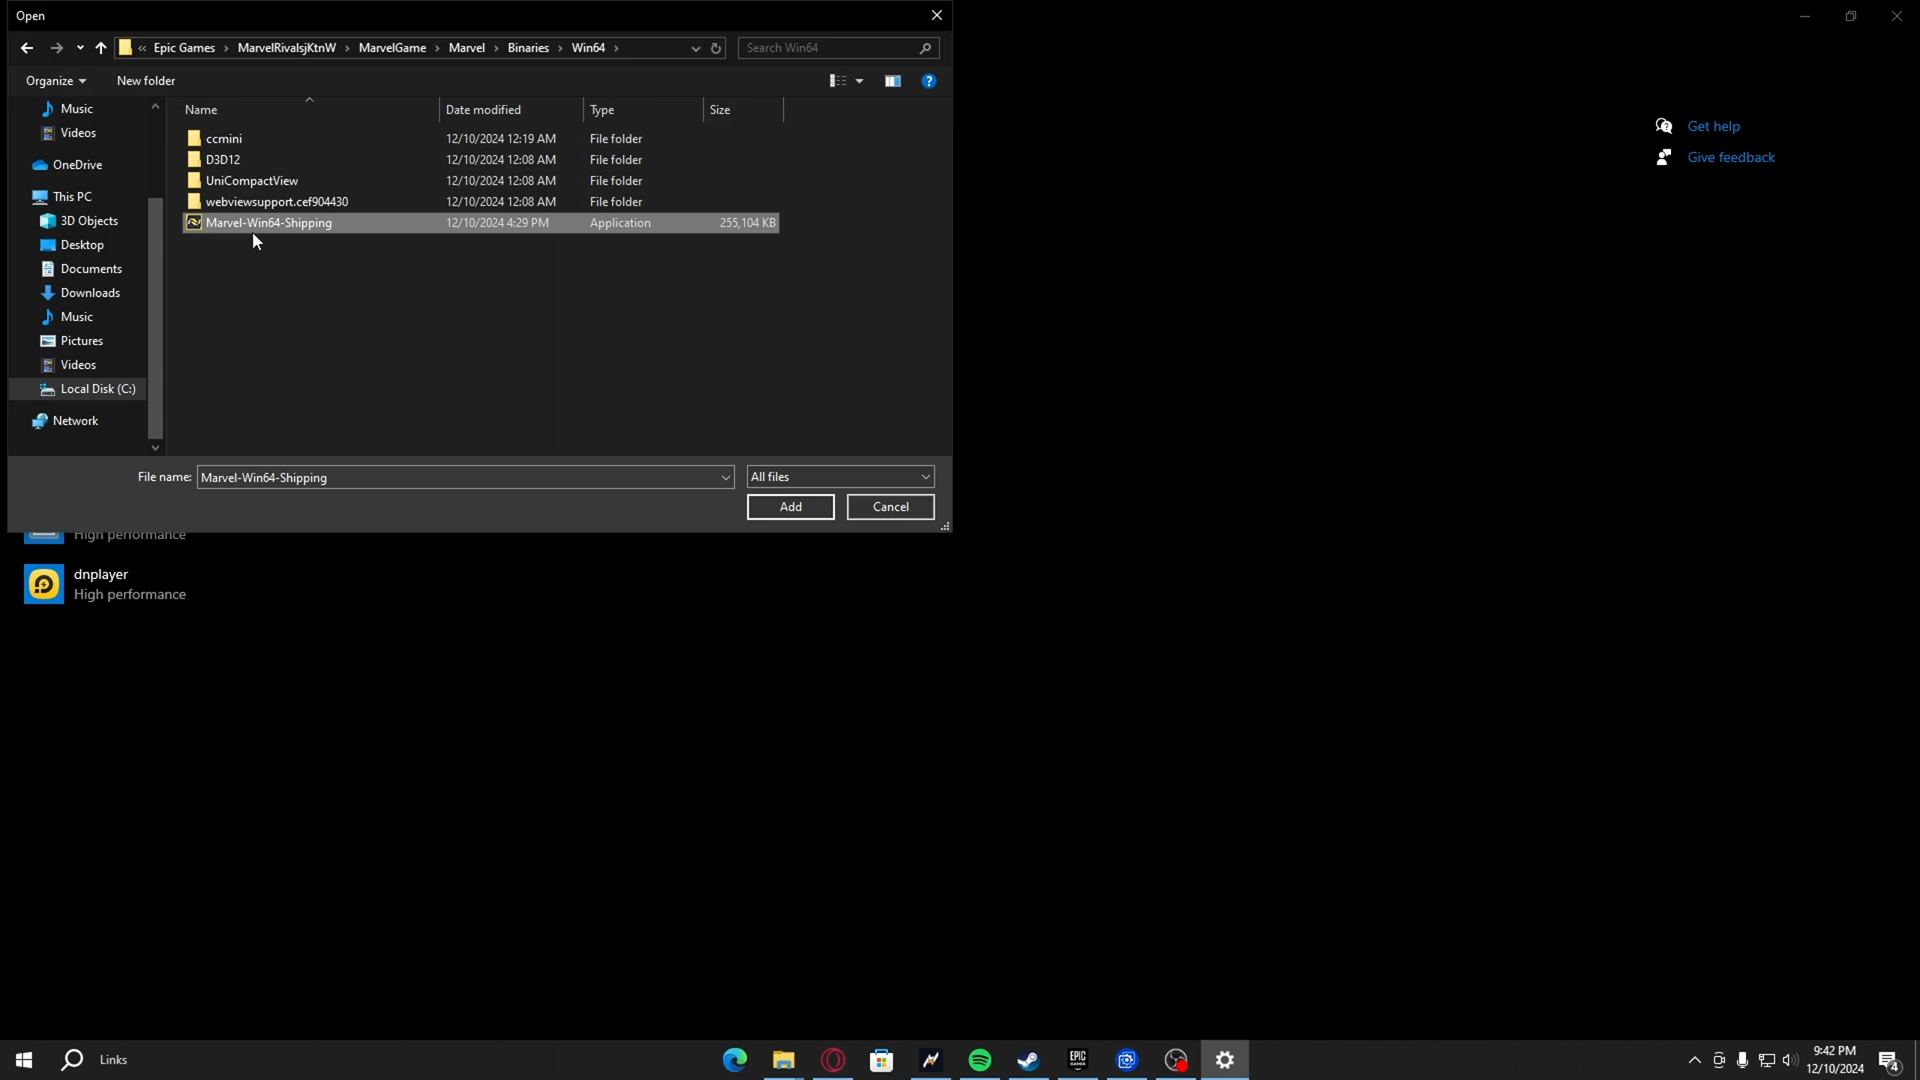 Open
« Epic Games › MarvelRivalsjKtnW › MarvelGame › Marvel › Binaries › Win64 ›
Search Win64
Organize
New folder
Music
Videos
OneDrive
This PC
3D Objects
Desktop
Documents
Downloads
Music
Pictures
Videos
Local Disk (C:)
Network
Name Date modified Type Size
ccmini 12/10/2024 12:19 AM File folder
D3D12 12/10/2024 12:08 AM File folder
UniCompactView 12/10/2024 12:08 AM File folder
webviewsupport.cef904430 12/10/2024 12:08 AM File folder
Marvel-Win64-Shipping 12/10/2024 4:29 PM Application 255,104 KB
File name: Marvel-Win64-Shipping
All files
Add
Cancel
Get help
Give feedback
High performance
dnplayer
High performance
Links
EPIC
GAMES
9:42 PM
12/10/2024
4